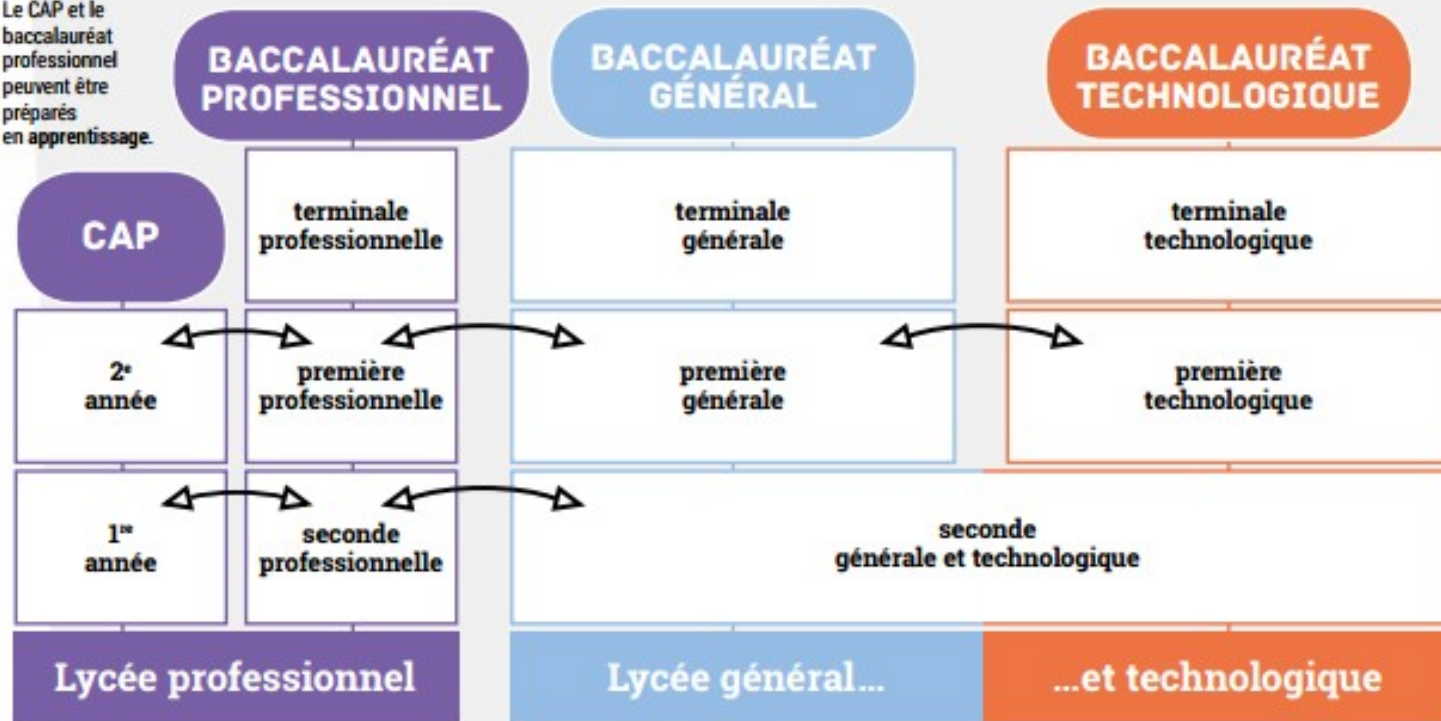 Le CAP et le
baccalauréat
professionnel
peuvent être
préparés
en apprentissage.
BACCALAURÉAT
PROFESSIONNEL
BACCALAURÉAT
GÉNÉRAL
BACCALAURÉAT
TECHNOLOGIQUE
CAP
terminale
professionnelle
terminale
générale
terminale
technologique
2e
année
première
professionnelle
première
générale
première
technologique
1re
année
seconde
professionnelle
seconde
générale et technologique
Lycée professionnel
Lycée général...
...et technologique